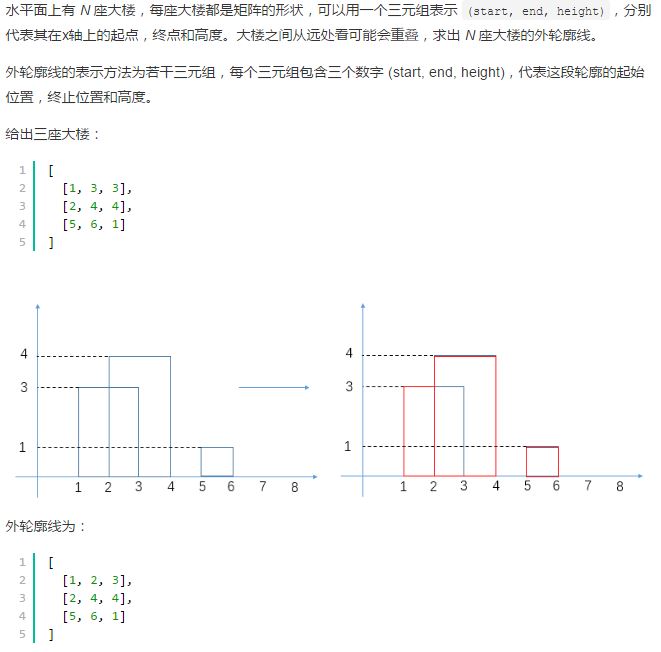 水平面上有 N 座大楼，每座大楼都是矩阵的形状，可以用一个三元组表示 (start, end, height)，分别
代表其在x轴上的起点，终点和高度。大楼之间从远处看可能会重叠，求出 N 座大楼的外轮廓线。
外轮廓线的表示方法为若干三元组，每个三元组包含三个数字 (start, end, height)，代表这段轮廓的起始
位置，终止位置和高度。
给出三座大楼：
1 [
2 [1, 3, 3],
3 [2, 4, 4],
4 [5, 6, 1]
5 ]
4
3
1
1 2 3 4 5 6 7 8
4
3
1
1 2 3 4 5 6 7 8
外轮廓线为：
1 [
2 [1, 2, 3],
3 [2, 4, 4],
4 [5, 6, 1]
5 ]